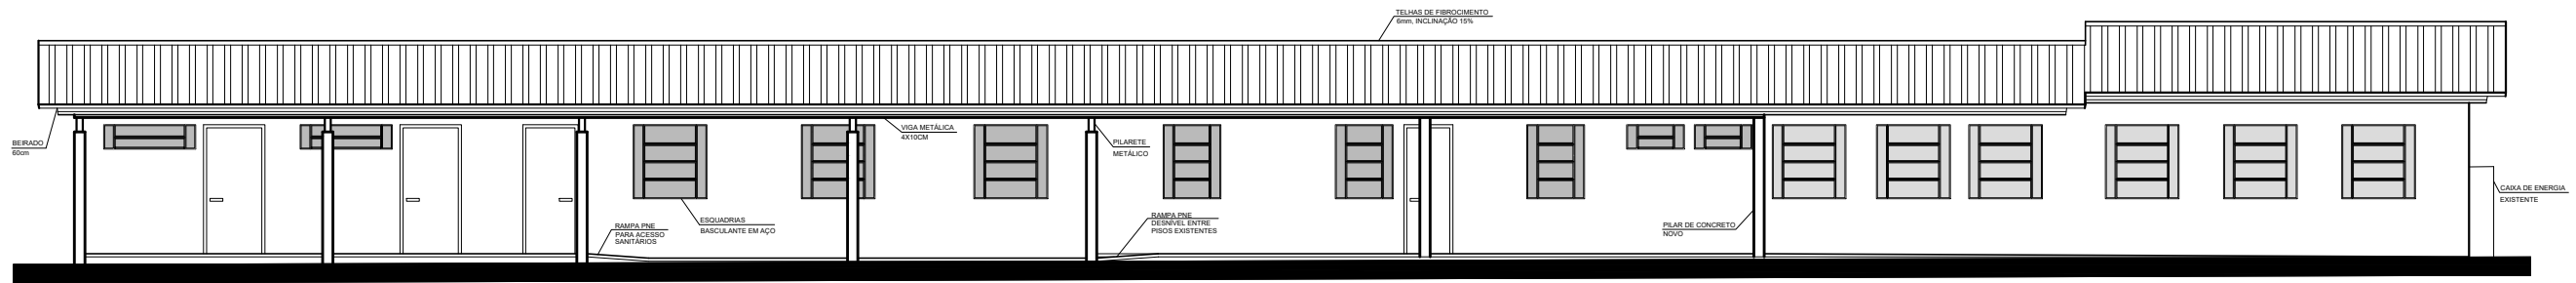 TELHAS DE FIBROCIMENTO
6mm, INCLINAÇÃO 15%
BEIRADO
60cm
VIGA METÁLICA
4X10CM
PILARETE
METÁLICO
ESQUADRIAS
BASCULANTE EM AÇO
RAMPA PNE
PARA ACESSO
SANITÁRIOS
RAMPA PNE
DESNÍVEL ENTRE
PISOS EXISTENTES
PILAR DE CONCRETO
NOVO
CAIXA DE ENERGIA
EXISTENTE